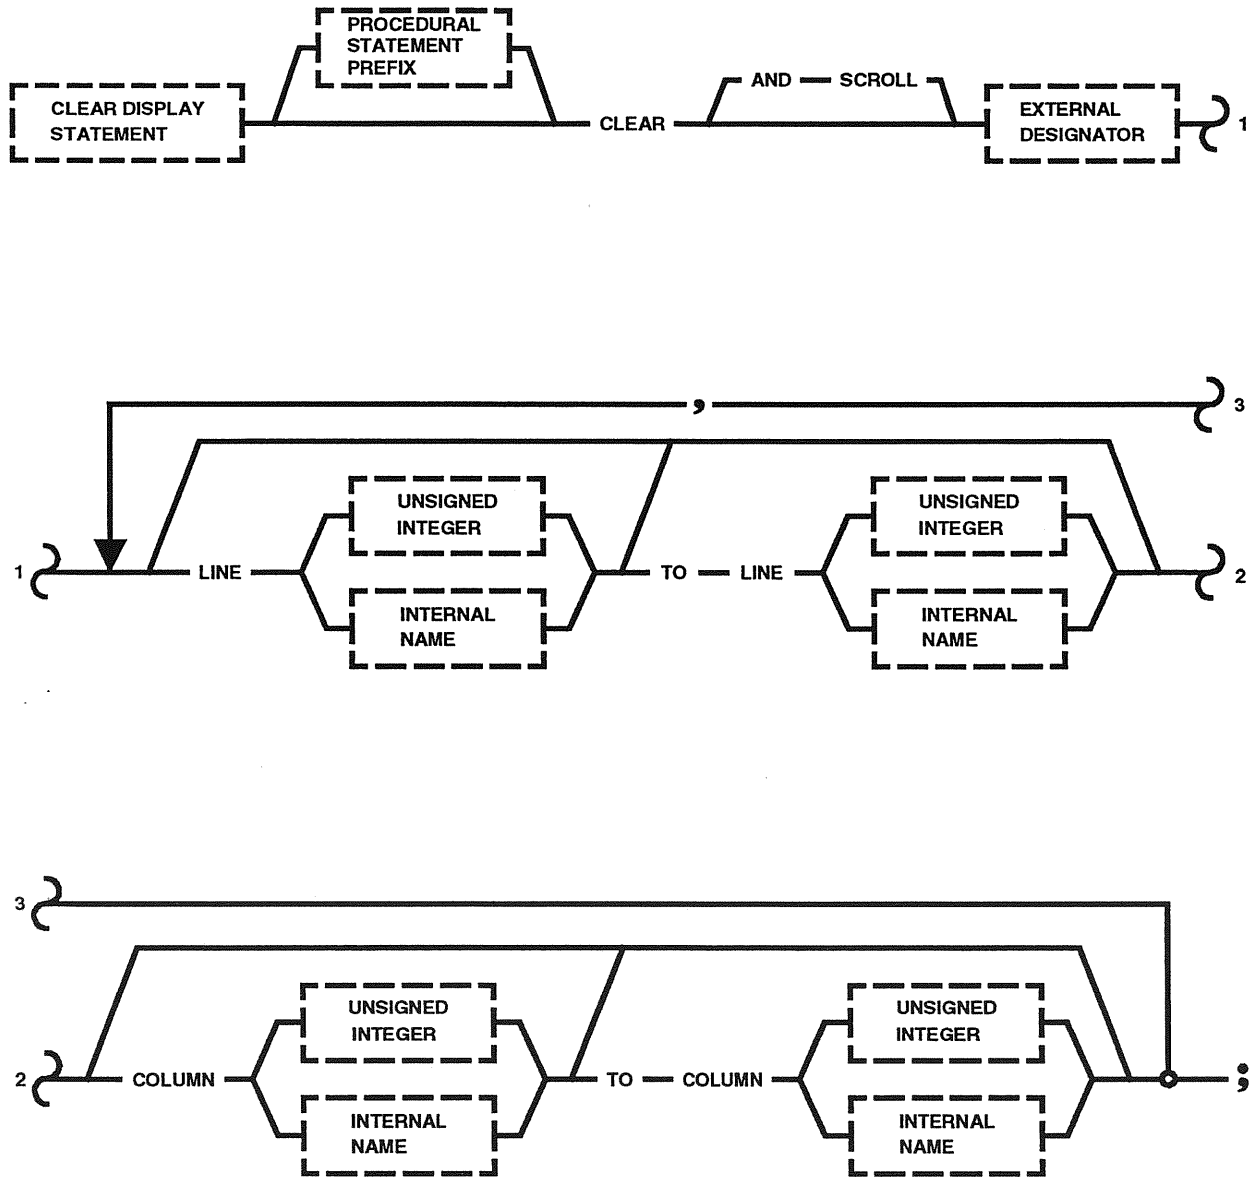 PROCEDURAL
STATEMENT
PREFIX
CLEAR DISPLAY
STATEMENT
CLEAR
AND SCROLL
EXTERNAL
DESIGNATOR
1
, 3
UNSIGNED
INTEGER
UNSIGNED
INTEGER
1 LINE
TO LINE
2
INTERNAL
NAME
INTERNAL
NAME
3
UNSIGNED
INTEGER
UNSIGNED
INTEGER
2 COLUMN
TO COLUMN
;
INTERNAL
NAME
INTERNAL
NAME